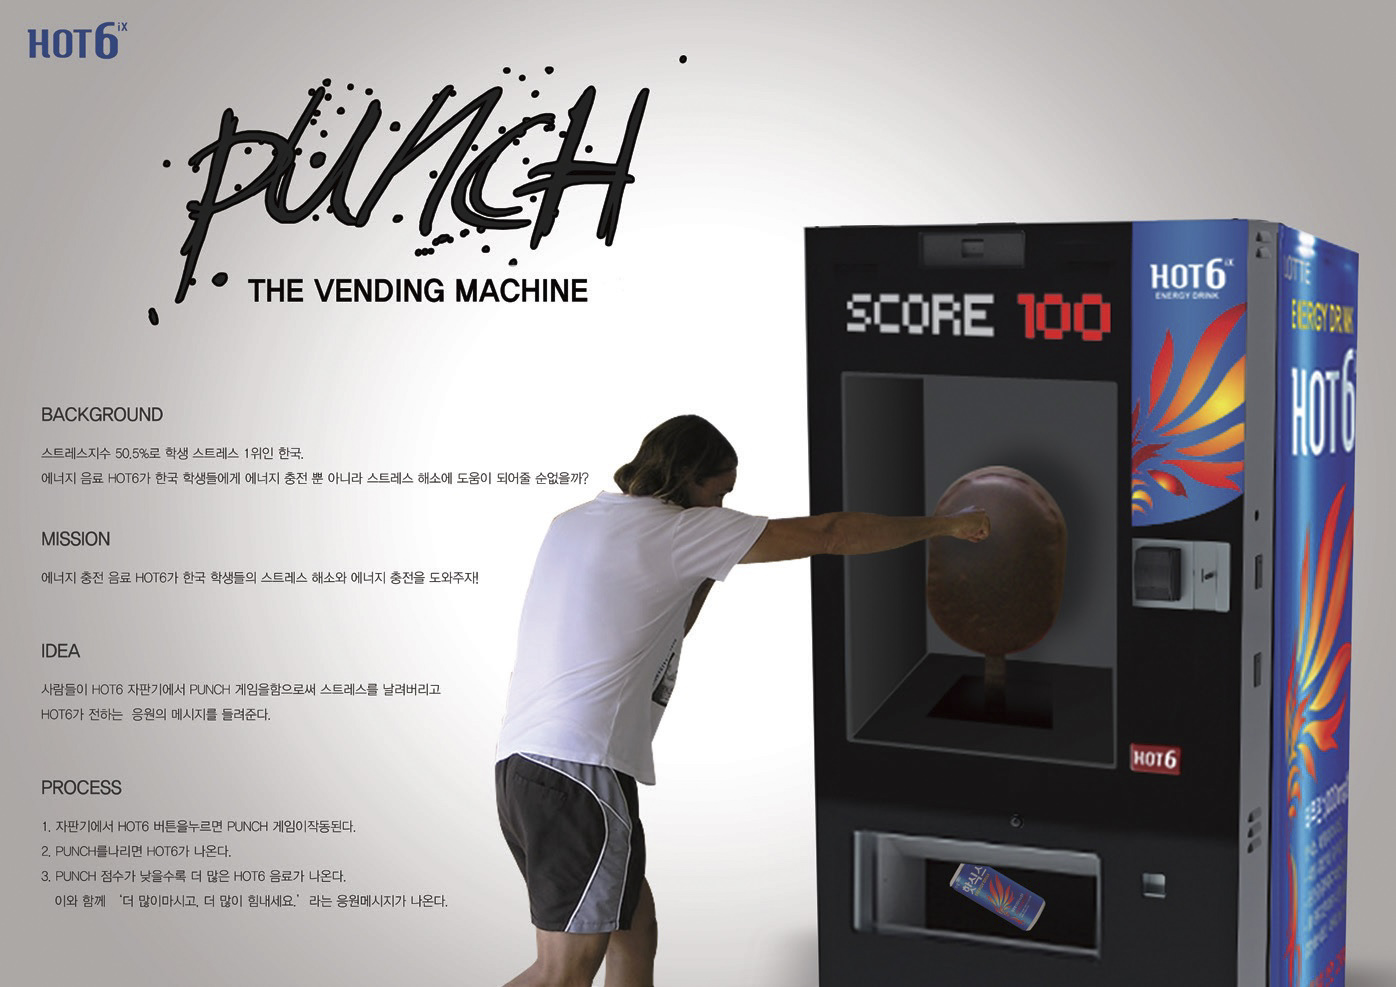 HOT6iX
PUNCH
THE VENDING MACHINE
BACKGROUND
스트레스지수 50.5%로 학생 스트레스 1위인 한국.
에너지 음료 HOT6가 한국 학생들에게 에너지 충전 뿐 아니라 스트레스 해소에 도움이 되어줄 순없을까?
MISSION
에너지 충전 음료 HOT6가 한국 학생들의 스트레스 해소와 에너지 충전을 도와주자!
IDEA
사람들이 HOT6 자판기에서 PUNCH 게임을함으로써 스트레스를 날려버리고
HOT6가 전하는 응원의 메시지를 들려준다.
PROCESS
1. 자판기에서 HOT6 버튼을누르면 PUNCH 게임이작동된다.
2. PUNCH를나리면 HOT6가 나온다.
3. PUNCH 점수가 낮을수록 더 많은 HOT6 음료가 나온다.
이와 함께 ‘더 많이마시고, 더 많이 힘내세요.’ 라는 응원메시지가 나온다.
SCORE 100
HOT6iX
ENERGY DRINK
HOT6
핫식스
LOTTE
ENERGY DRINK
HOT6